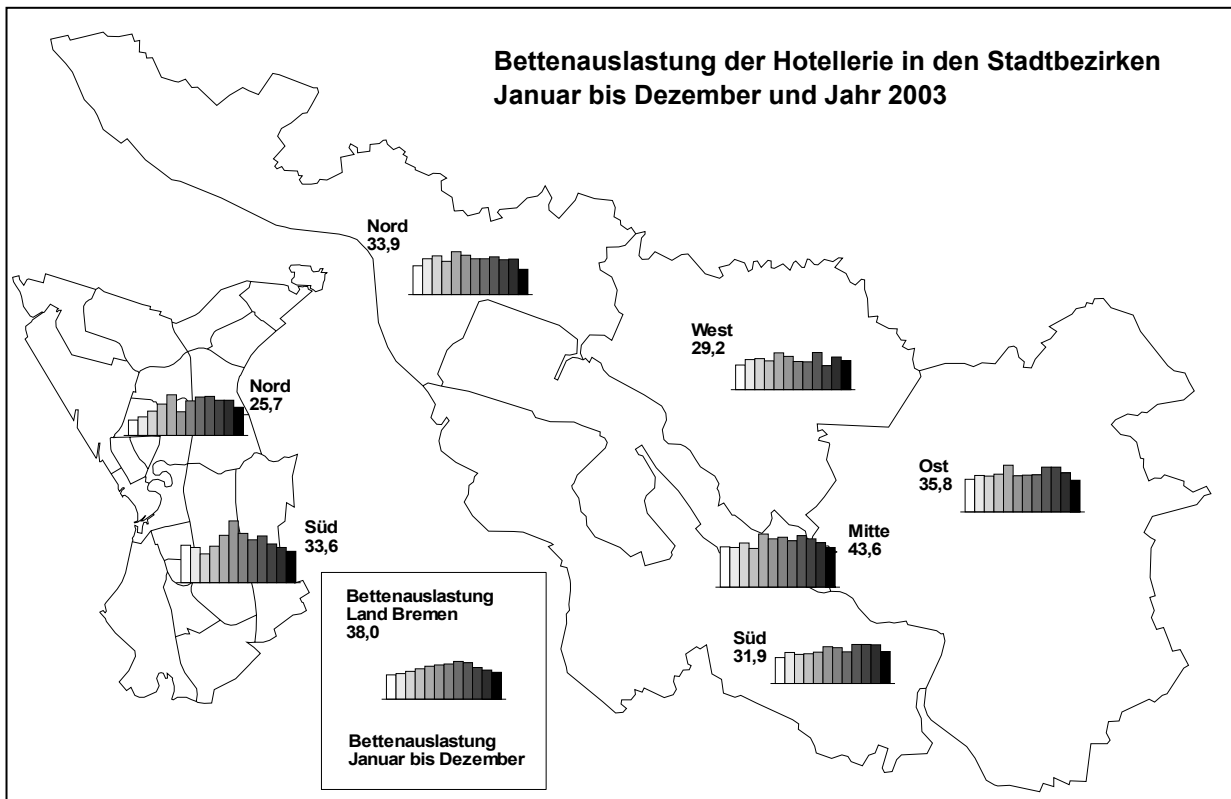 Bettenauslastung der Hotellerie in den Stadtbezirken
Januar bis Dezember und Jahr 2003
Nord
33,9
West
29,2
Nord
25,7
Ost
35,8
Süd
33,6
Mitte
43,6
Bettenauslastung
Land Bremen
38,0
Süd
31,9
Bettenauslastung
Januar bis Dezember